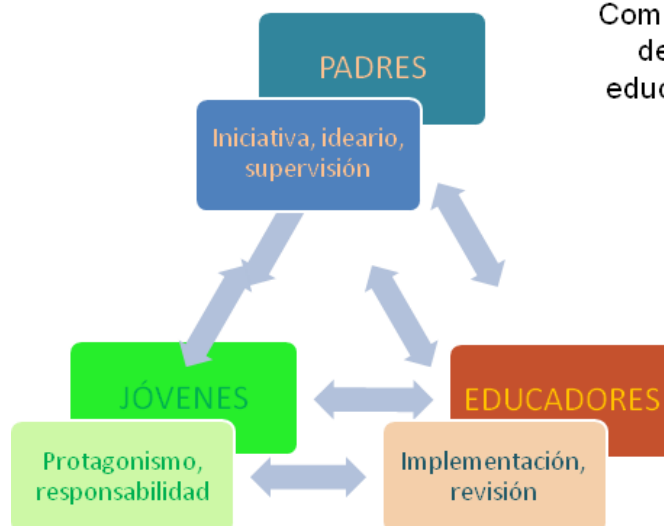 PADRES
Iniciativa, ideario,
supervisión
JÓVENES
Protagonismo,
responsabilidad
EDUCADORES
Implementación,
revisión